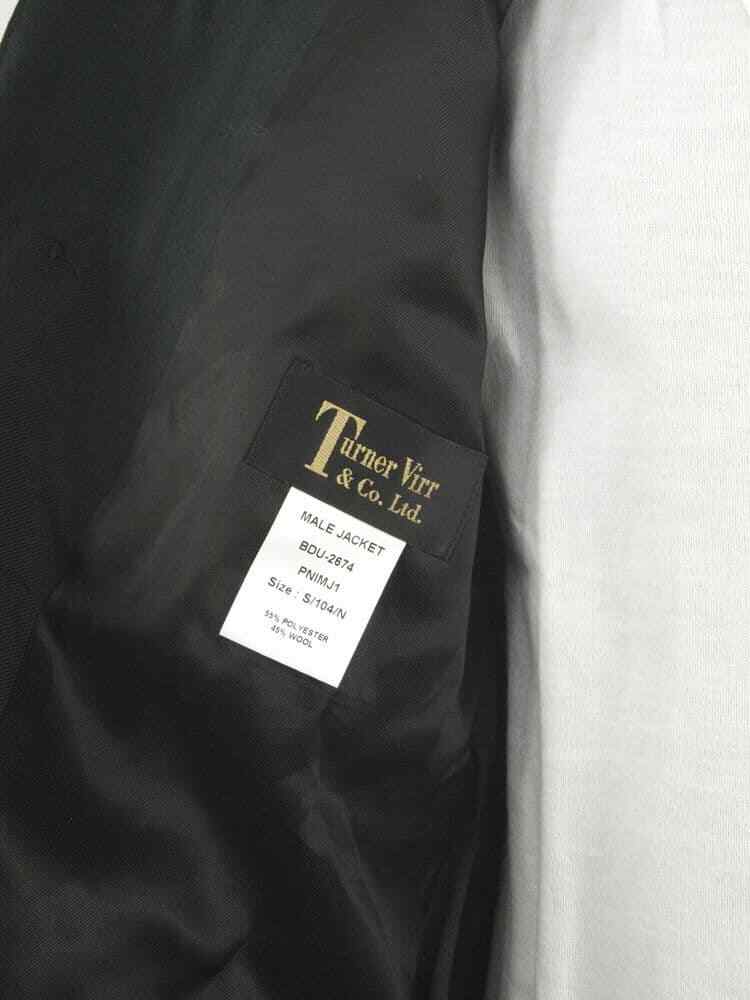 Turner Virr
& Co. Ltd.
MALE JACKET
BDU-2674
PNIMJ1
Size : S/104/N
55% POLYESTER
45% WOOL